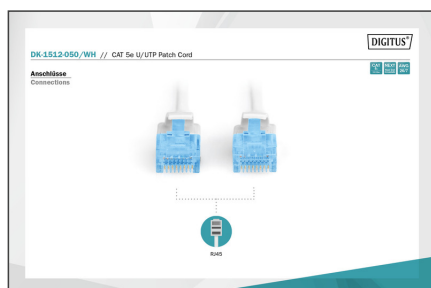 DIGITUS®
DK-1512-050/WH // CAT 5e U/UTP Patch Cord
Anschlüsse
Connections
RJ45